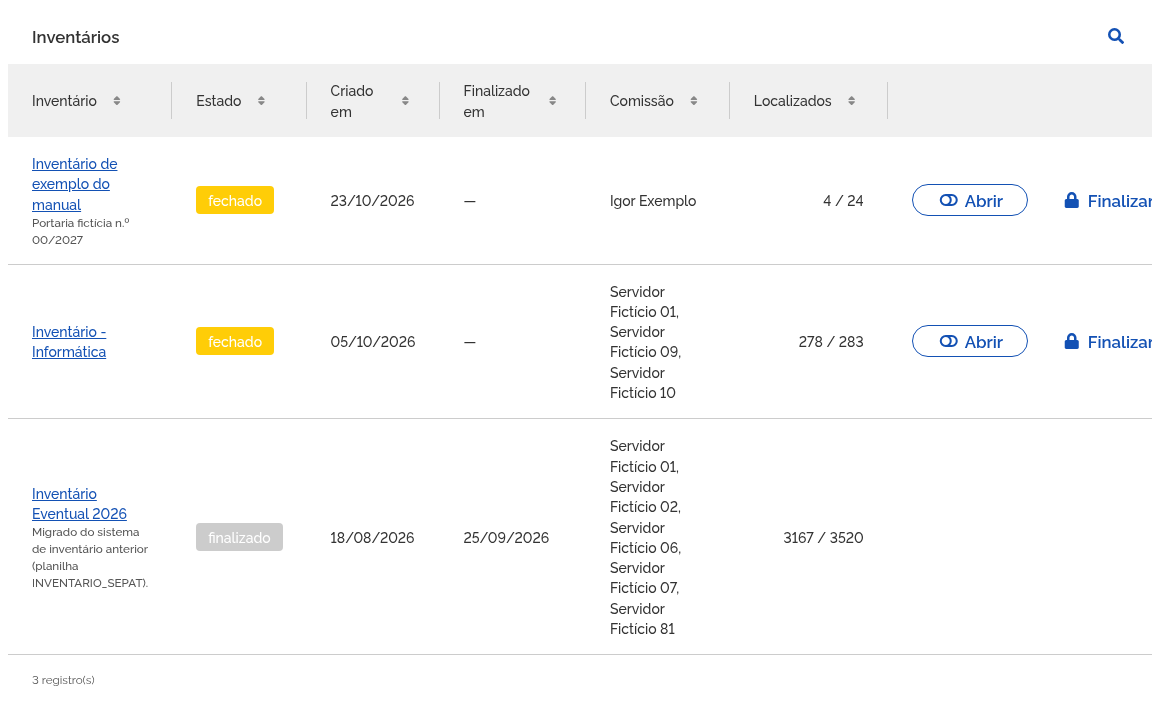 Inventários
Inventário
Estado
Criado
em
Finalizado
em
Comissão
Localizados
Inventário de
exemplo do
manual
Portaria fictícia n.º
00/2027
fechado
23/10/2026
—
Igor Exemplo
4 / 24
Abrir
Finalizar
Inventário -
Informática
fechado
05/10/2026
—
Servidor
Fictício 01,
Servidor
Fictício 09,
Servidor
Fictício 10
278 / 283
Abrir
Finalizar
Inventário
Eventual 2026
Migrado do sistema
de inventário anterior
(planilha
INVENTARIO_SEPAT).
finalizado
18/08/2026
25/09/2026
Servidor
Fictício 01,
Servidor
Fictício 02,
Servidor
Fictício 06,
Servidor
Fictício 07,
Servidor
Fictício 81
3167 / 3520
3 registro(s)